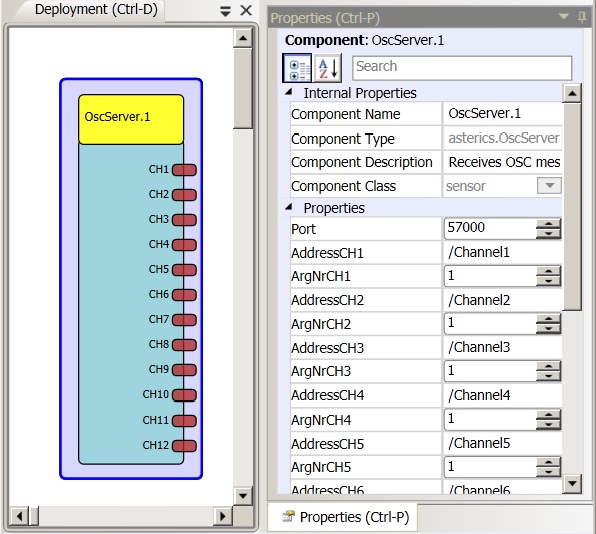 Deployment (Ctrl-D)
OscServer.1
CH1
CH2
CH3
CH4
CH5
CH6
CH7
CH8
CH9
CH10
CH11
CH12
Properties (Ctrl-P)
Component: OscServer.1
A
Z
Search
Internal Properties
Component Name OscServer.1
Component Type asterics.OscServer
Component Description Receives OSC mes
Component Class sensor
Properties
Port 57000
AddressCH1 /Channel1
ArgNrCH1 1
AddressCH2 /Channel2
ArgNrCH2 1
AddressCH3 /Channel3
ArgNrCH3 1
AddressCH4 /Channel4
ArgNrCH4 1
AddressCH5 /Channel5
ArgNrCH5 1
AddressCH6 /Channel6
Properties (Ctrl-P)